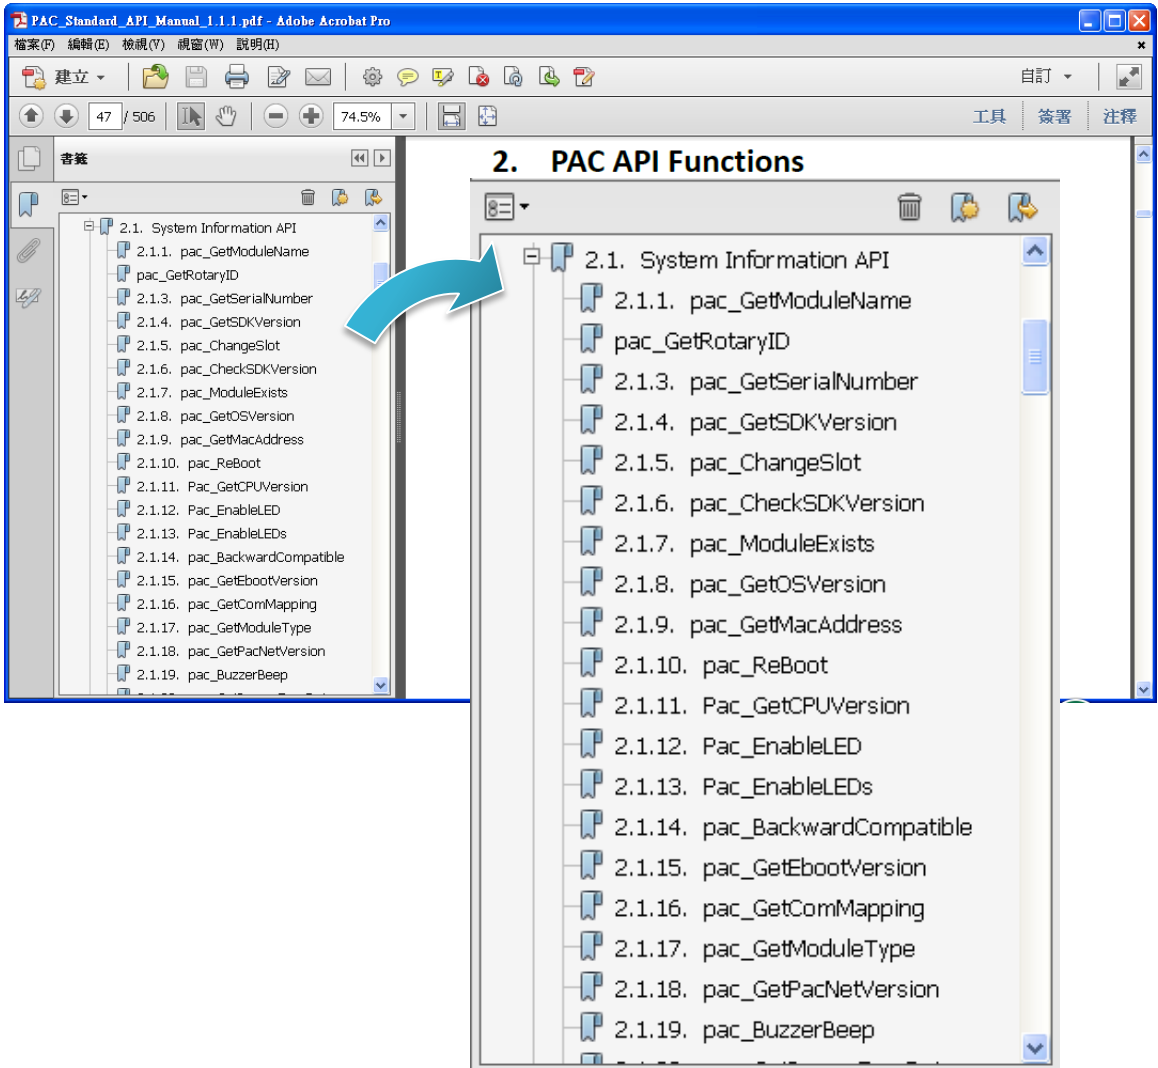 PAC_Standard_API_Manual_1.1.1.pdf - Adobe Acrobat Pro
檔案(F) 編輯(E) 檢視(V) 視窗(W) 說明(H)
建立
自訂
47 / 506
74.5%
工具 簽署 注釋
書籤
2.1. System Information API
2.1.1. pac_GetModuleName
pac_GetRotaryID
2.1.3. pac_GetSerialNumber
2.1.4. pac_GetSDKVersion
2.1.5. pac_ChangeSlot
2.1.6. pac_CheckSDKVersion
2.1.7. pac_ModuleExists
2.1.8. pac_GetOSVersion
2.1.9. pac_GetMacAddress
2.1.10. pac_ReBoot
2.1.11. Pac_GetCPUVersion
2.1.12. Pac_EnableLED
2.1.13. Pac_EnableLEDs
2.1.14. pac_BackwardCompatible
2.1.15. pac_GetEbootVersion
2.1.16. pac_GetComMapping
2.1.17. pac_GetModuleType
2.1.18. pac_GetPacNetVersion
2.1.19. pac_BuzzerBeep
2. PAC API Functions
2.1. System Information API
2.1.1. pac_GetModuleName
pac_GetRotaryID
2.1.3. pac_GetSerialNumber
2.1.4. pac_GetSDKVersion
2.1.5. pac_ChangeSlot
2.1.6. pac_CheckSDKVersion
2.1.7. pac_ModuleExists
2.1.8. pac_GetOSVersion
2.1.9. pac_GetMacAddress
2.1.10. pac_ReBoot
2.1.11. Pac_GetCPUVersion
2.1.12. Pac_EnableLED
2.1.13. Pac_EnableLEDs
2.1.14. pac_BackwardCompatible
2.1.15. pac_GetEbootVersion
2.1.16. pac_GetComMapping
2.1.17. pac_GetModuleType
2.1.18. pac_GetPacNetVersion
2.1.19. pac_BuzzerBeep